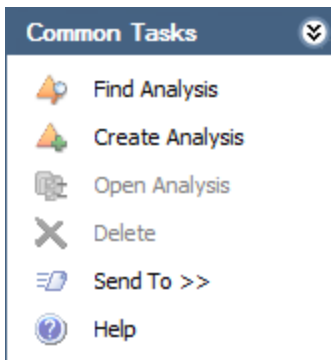 Common Tasks
Find Analysis
Create Analysis
Open Analysis
Delete
Send To >>
Help